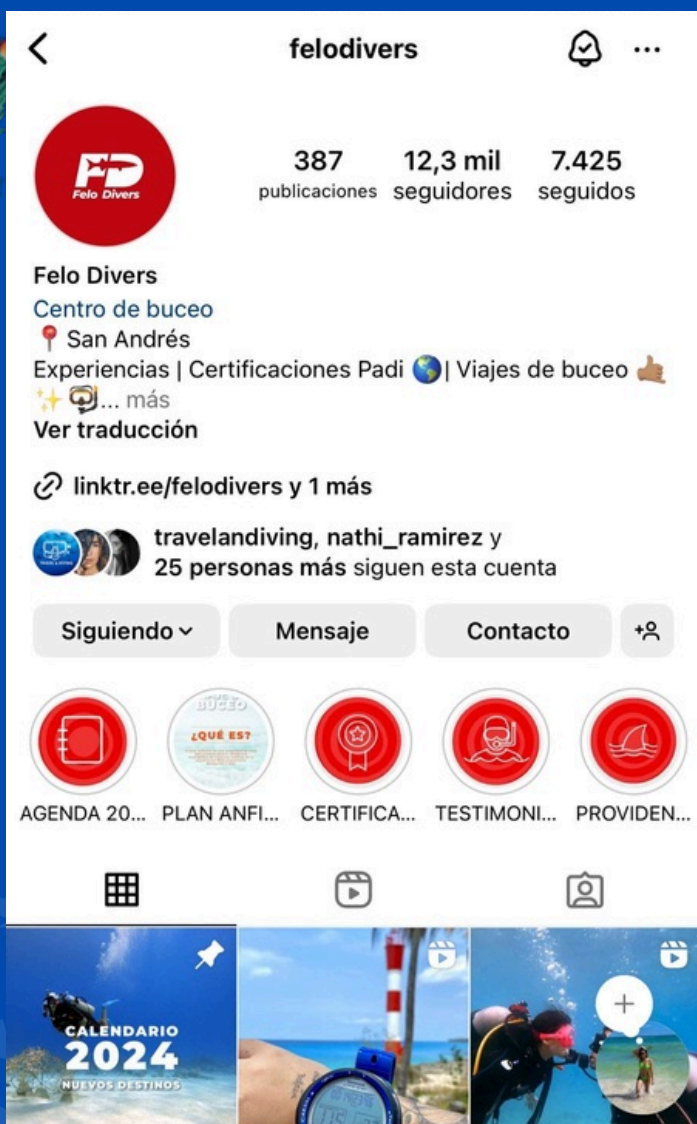 felodivers
FD
Felo Divers
387
publicaciones
12,3 mil
seguidores
7.425
seguidos
Felo Divers
Centro de buceo
📍 San Andrés
Experiencias | Certificaciones Padi 🌎| Viajes de buceo 🤙🏽
✨ 🤿... más
Ver traducción
linktr.ee/felodivers y 1 más
travelandiving, nathi_ramirez y
25 personas más siguen esta cuenta
Siguiendo
Mensaje
Contacto
BUCEO
¿QUÉ ES?
AGENDA 20...
PLAN ANFI...
CERTIFICA...
TESTIMONI...
PROVIDEN...
CALENDARIO
2024
NUEVOS DESTINOS